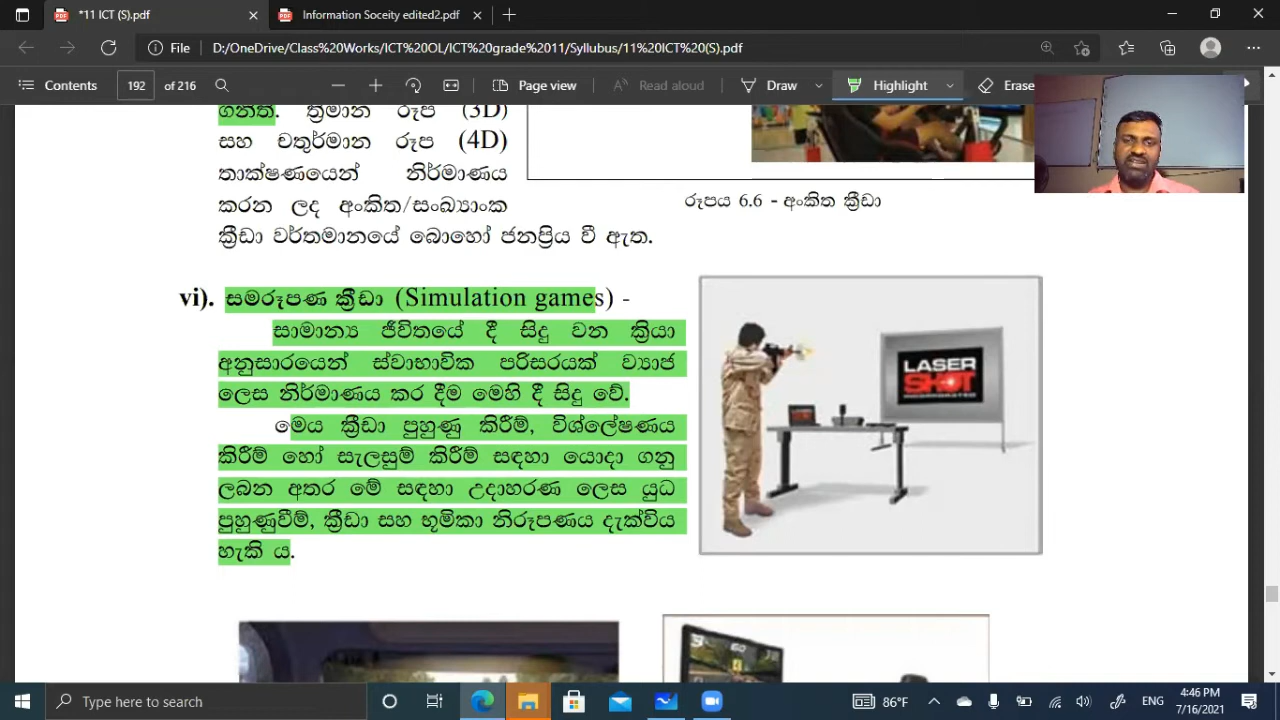 *11 ICT (S).pdf
Information Soceity edited2.pdf
File D:/OneDrive/Class%20Works/ICT%20OL/ICT%20grade%2011/Syllubus/11%20ICT%20(S).pdf
Contents 192 of 216 Page view Read aloud Draw Highlight Erase
ගනිති. ත්‍රිමාන රූප (3D)
සහ චතුර්මාන රූප (4D)
තාක්ෂණයෙන් නිර්මාණය
කරන ලද අංකිත/සංඛ්‍යාංක
ක්‍රීඩා වර්තමානයේ බොහෝ ජනප්‍රිය වී ඇත.
රූපය 6.6 - අංකිත ක්‍රීඩා
vi). සමරූපණ ක්‍රීඩා (Simulation games) -
සාමාන්‍ය ජීවිතයේ දී සිදු වන ක්‍රියා
අනුසාරයෙන් ස්වාභාවික පරිසරයක් ව්‍යාජ
ලෙස නිර්මාණය කර දීම මෙහි දී සිදු වේ.
මෙය ක්‍රීඩා පුහුණු කිරීම්, විශ්ලේෂණය
කිරීම් හෝ සැලසුම් කිරීම් සඳහා යොදා ගනු
ලබන අතර මේ සඳහා උදාහරණ ලෙස යුධ
පුහුණුවීම්, ක්‍රීඩා සහ භූමිකා නිරූපණය දැක්විය
හැකි ය.
LASER
SHOT
Type here to search
86°F
ENG
4:46 PM
7/16/2021